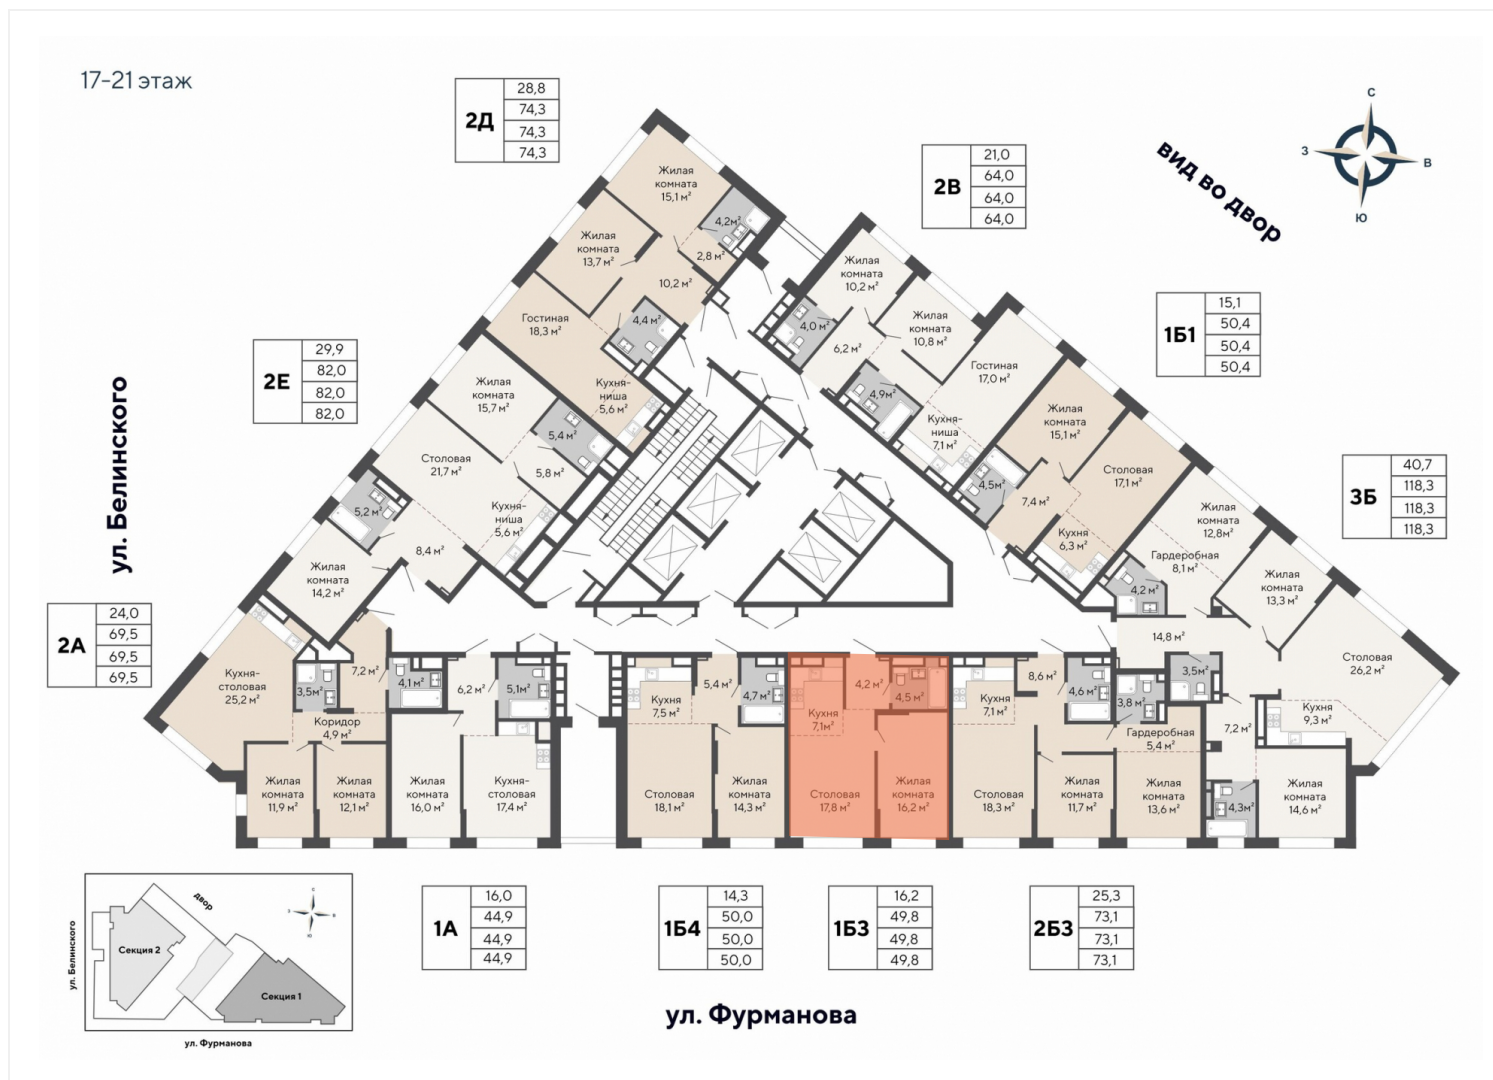 17-21 этаж
2Д
28,8
74,3
74,3
74,3
2В
21,0
64,0
64,0
64,0
вид во двор
С
З
В
Ю
1Б1
15,1
50,4
50,4
50,4
2Е
29,9
82,0
82,0
82,0
3Б
40,7
118,3
118,3
118,3
2А
24,0
69,5
69,5
69,5
ул. Белинского
Жилая
комната
15,1 м²
4,2м²
2,8 м²
Жилая
комната
13,7 м²
10,2 м²
Гостиная
18,3 м²
4,4 м²
Кухня-
ниша
5,6 м²
Жилая
комната
15,7 м²
5,4 м²
5,8 м²
Столовая
21,7 м²
Кухня-
ниша
5,6 м²
5,2 м²
8,4 м²
Жилая
комната
14,2 м²
Жилая
комната
10,2 м²
4,0 м²
6,2 м²
Жилая
комната
10,8 м²
4,9м²
Гостиная
17,0 м²
Кухня-
ниша
7,1 м²
Жилая
комната
15,1 м²
4,5м²
7,4 м²
Столовая
17,1 м²
Кухня
6,3 м²
Жилая
комната
12,8м²
Гардеробная
8,1 м²
4,2 м²
Жилая
комната
13,3 м²
14,8 м²
3,5м²
Столовая
26,2 м²
Кухня
9,3 м²
7,2 м²
4,3м²
Жилая
комната
14,6 м²
Кухня-
столовая
25,2 м²
3,5м²
7,2 м²
Коридор
4,9 м²
Жилая
комната
11,9 м²
Жилая
комната
12,1 м²
4,1 м²
6,2 м²
5,1 м²
Жилая
комната
16,0 м²
Кухня-
столовая
17,4 м²
Кухня
7,5 м²
5,4 м²
4,7 м²
Столовая
18,1 м²
Жилая
комната
14,3 м²
Кухня
7,1м²
4,2 м²
4,5 м²
Столовая
17,8 м²
Жилая
комната
16,2 м²
Кухня
7,1 м²
8,6 м²
4,6 м²
Столовая
18,3 м²
Жилая
комната
11,7 м²
3,8 м²
Гардеробная
5,4 м²
Жилая
комната
13,6 м²
1А
16,0
44,9
44,9
44,9
1Б4
14,3
50,0
50,0
50,0
1Б3
16,2
49,8
49,8
49,8
2Б3
25,3
73,1
73,1
73,1
ул. Фурманова
двор
ул. Белинского
Секция 2
Секция 1
С
З
В
Ю
ул. Фурманова